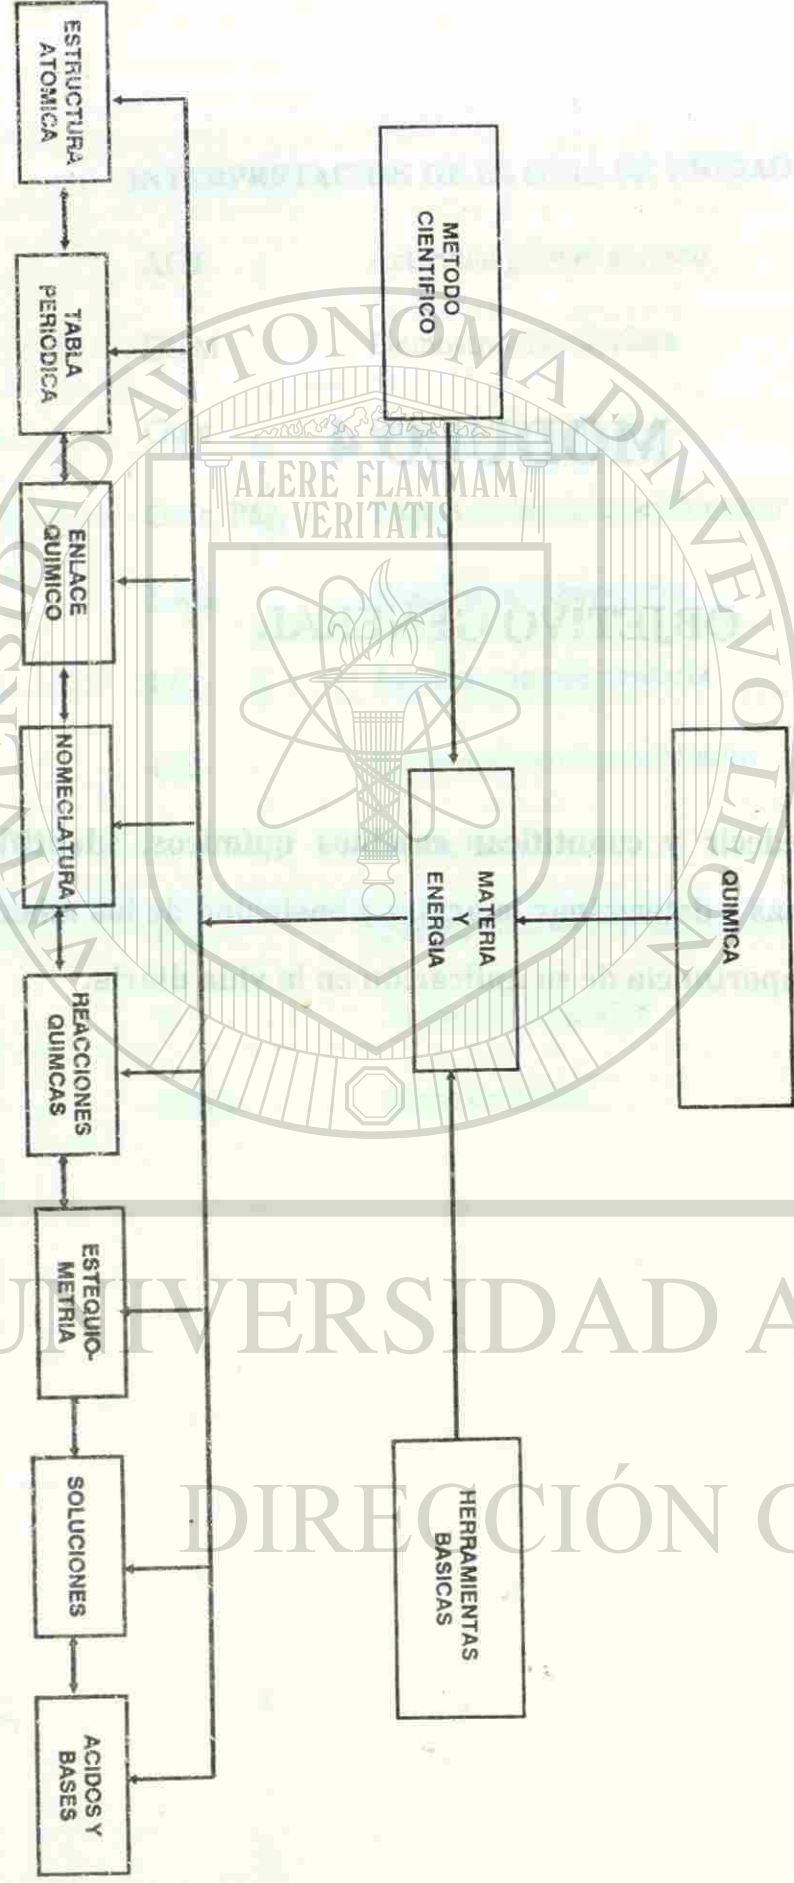 QUIMICA
METODO
CIENTIFICO
MATERIA
Y
ENERGIA
HERRAMIENTAS
BASICAS
ESTRUCTURA
ATOMICA
TABLA
PERIODICA
ENLACE
QUIMICO
NOMECLATURA
REACCIONES
QUIMCAS
ESTEQUIO-
METRIA
SOLUCIONES
ACIDOS Y
BASES
ALERE FLAMMAM
VERITATIS
UNIVERSIDAD A
DIRECCIÓN G